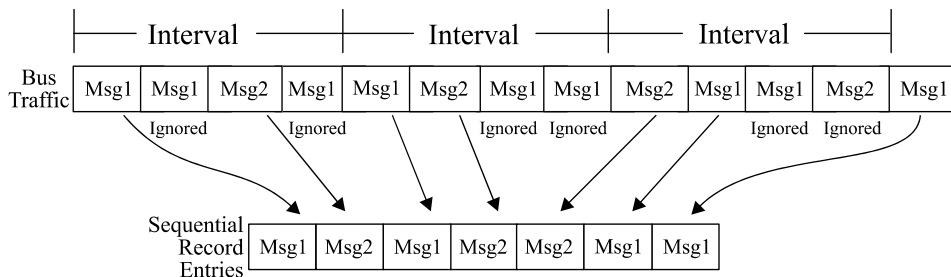 Interval Interval Interval
Bus Traffic Msg1 Msg1 Msg2 Msg1 Msg1 Msg2 Msg1 Msg1 Msg2 Msg1 Msg1 Msg2 Msg1
Ignored Ignored Ignored Ignored Ignored Ignored
Sequential
Record
Entries
Msg1 Msg2 Msg1 Msg2 Msg2 Msg1 Msg1